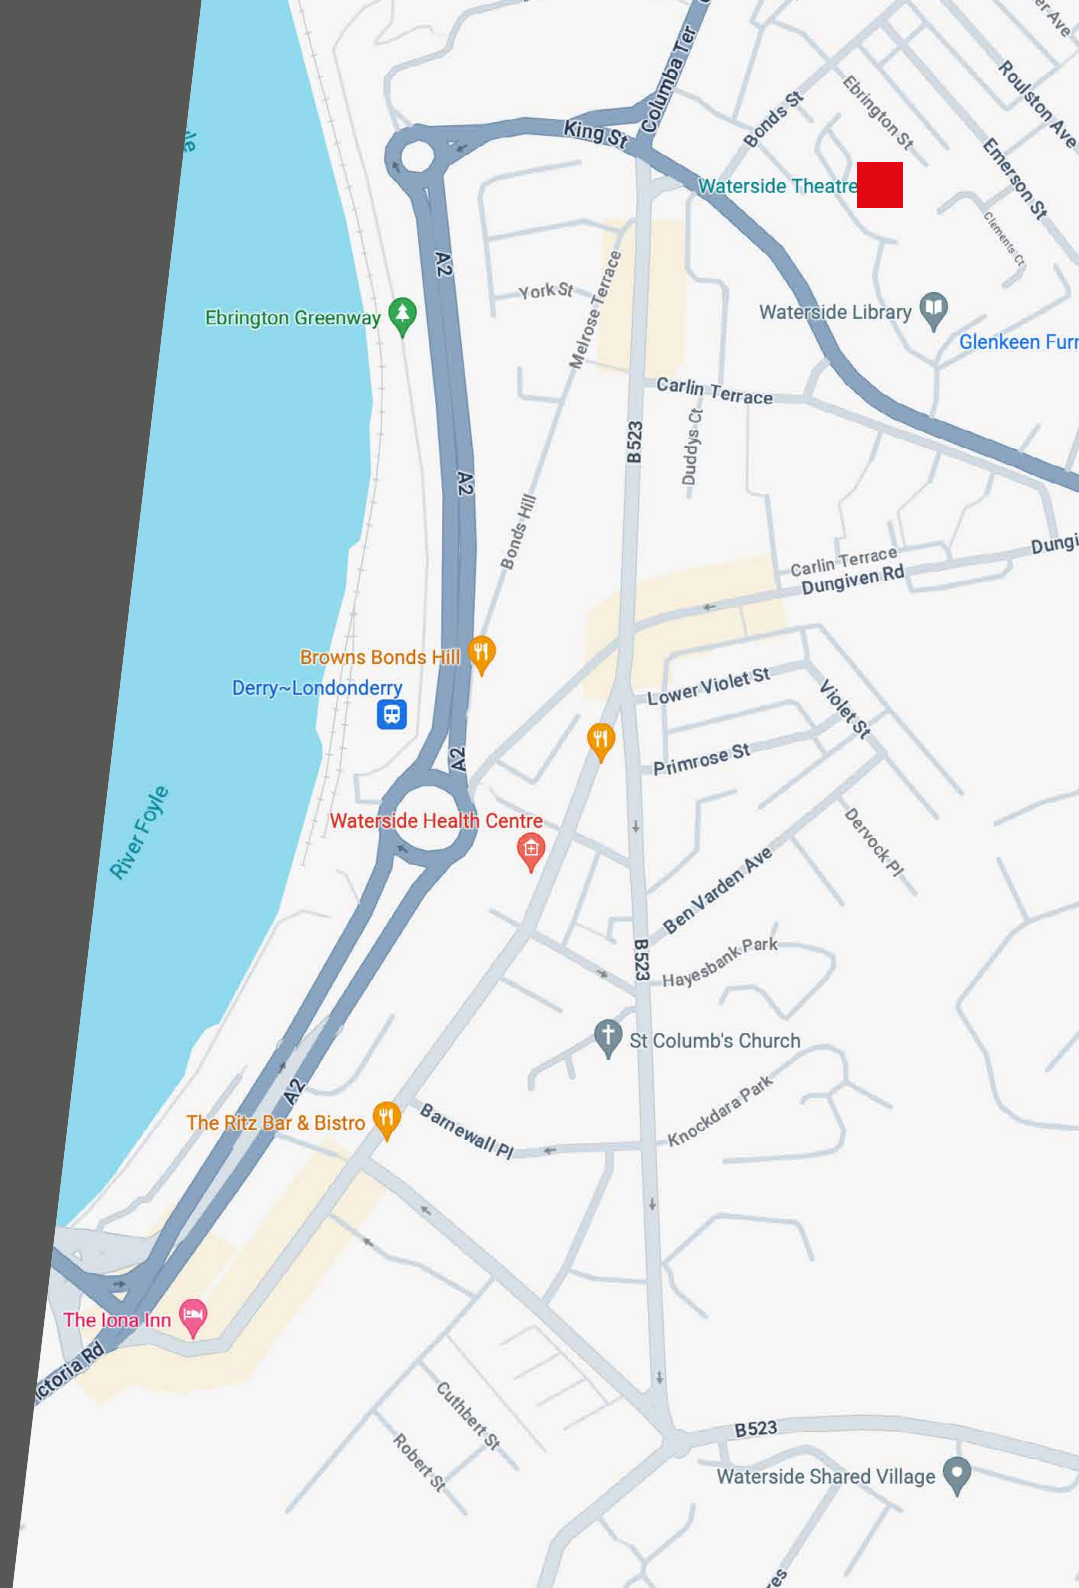 Roulston Ave
Columba Ter
Ebrington St
Bonds St
King St
Emerson St
Waterside Theatre
Clements Ct
A2
York St
Melrose Terrace
Ebrington Greenway
Waterside Library
Glenkeen Furr
Carlin Terrace
B523
Duddys Ct
A2
Bonds Hill
Carlin Terrace
Dungiven Rd
Dungi
Browns Bonds Hill
Derry~Londonderry
Lower Violet St
Violet St
A2
Primrose St
River Foyle
Waterside Health Centre
Dervock Pl
Ben Varden Ave
B523
Hayesbank Park
St Columb's Church
A2
Knockdara Park
The Ritz Bar & Bistro
Barnewall Pl
The Iona Inn
ictoria Rd
Cuthbert St
B523
Robert St
Waterside Shared Village